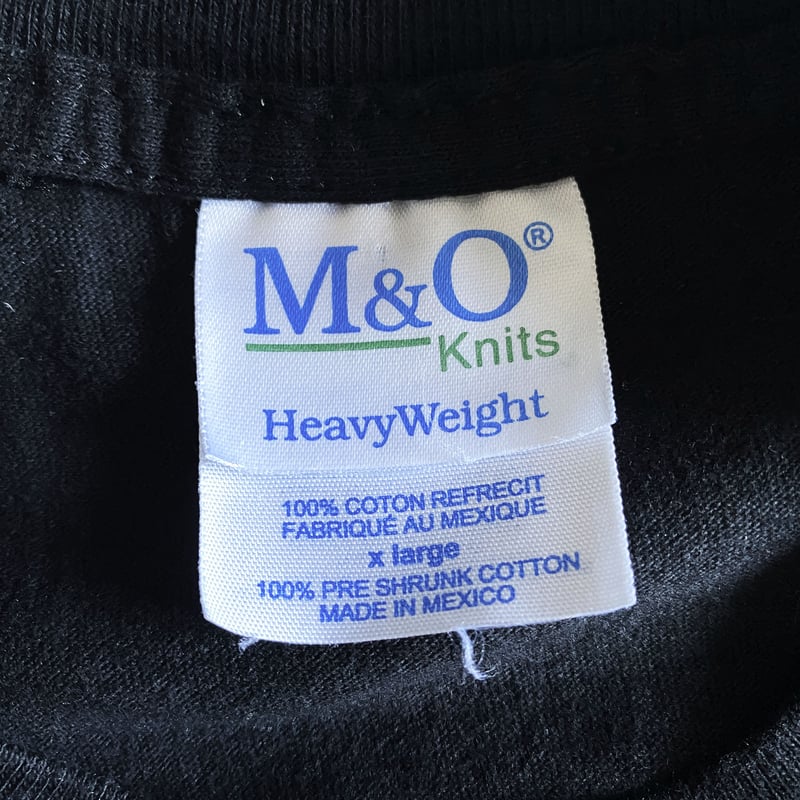 M&O®
Knits
HeavyWeight
100% COTON REFRECIT
FABRIQUÉ AU MEXIQUE
x large
100% PRE SHRUNK COTTON
MADE IN MEXICO